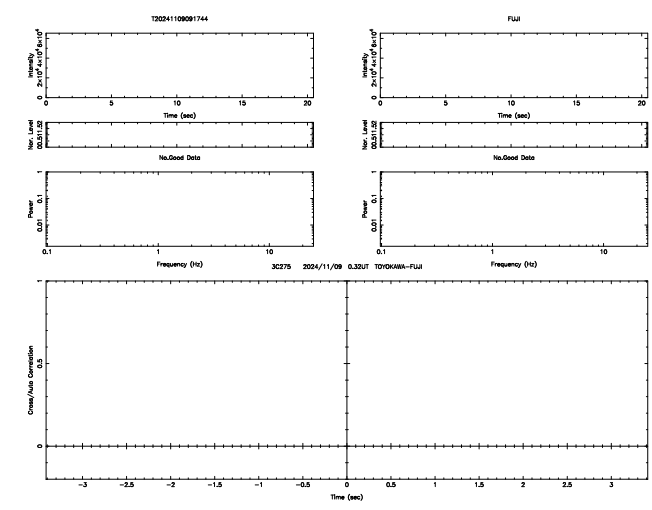 T20241109091744 FUJI
Intensity
0 2×10⁴ 4×10⁴ 6×10⁴
0 5 10 15 20
Time (sec)
Intensity
0 2×10⁴ 4×10⁴ 6×10⁴
0 5 10 15 20
Time (sec)
Nor. Level
00.511.52
Nor. Level
00.511.52
No.Good Data
No.Good Data
Power
1
0.1
0.01
0.1 1 10
Frequency (Hz)
Power
1
0.1
0.01
0.1 1 10
Frequency (Hz)
3C275 2024/11/09 0.32UT TOYOKAWA-FUJI
Cross/Auto Correlation
1
0.5
0
-3 -2.5 -2 -1.5 -1 -0.5 0 0.5 1 1.5 2 2.5 3
Time (sec)